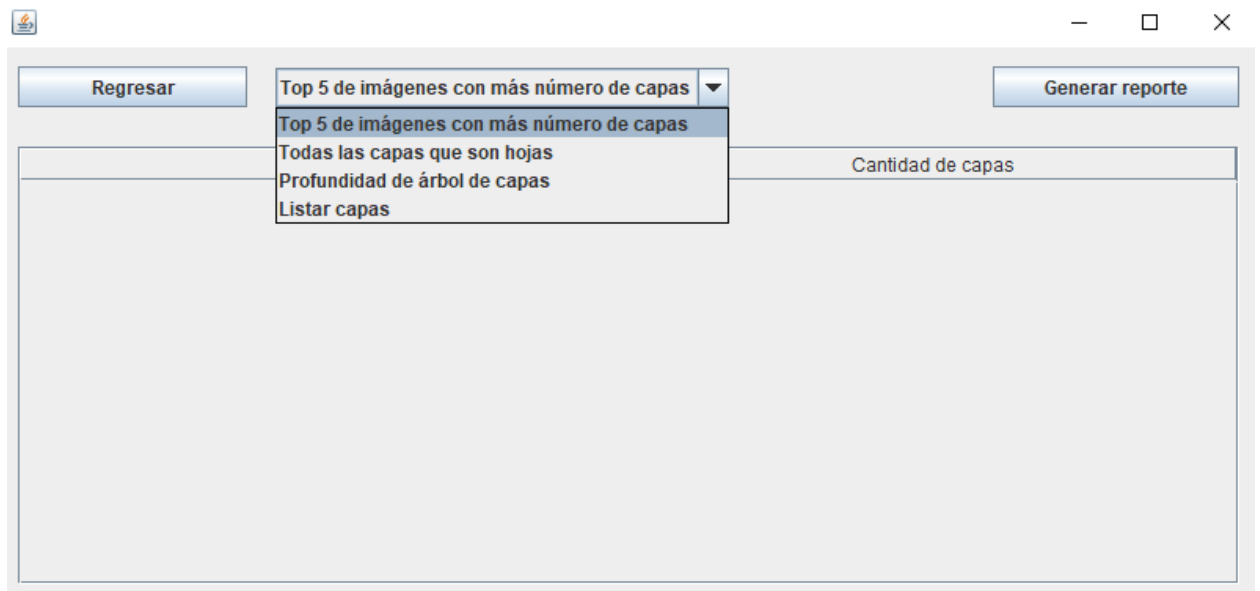 Regresar
Top 5 de imágenes con más número de capas
Generar reporte
Top 5 de imágenes con más número de capas
Todas las capas que son hojas
Profundidad de árbol de capas
Listar capas
Cantidad de capas